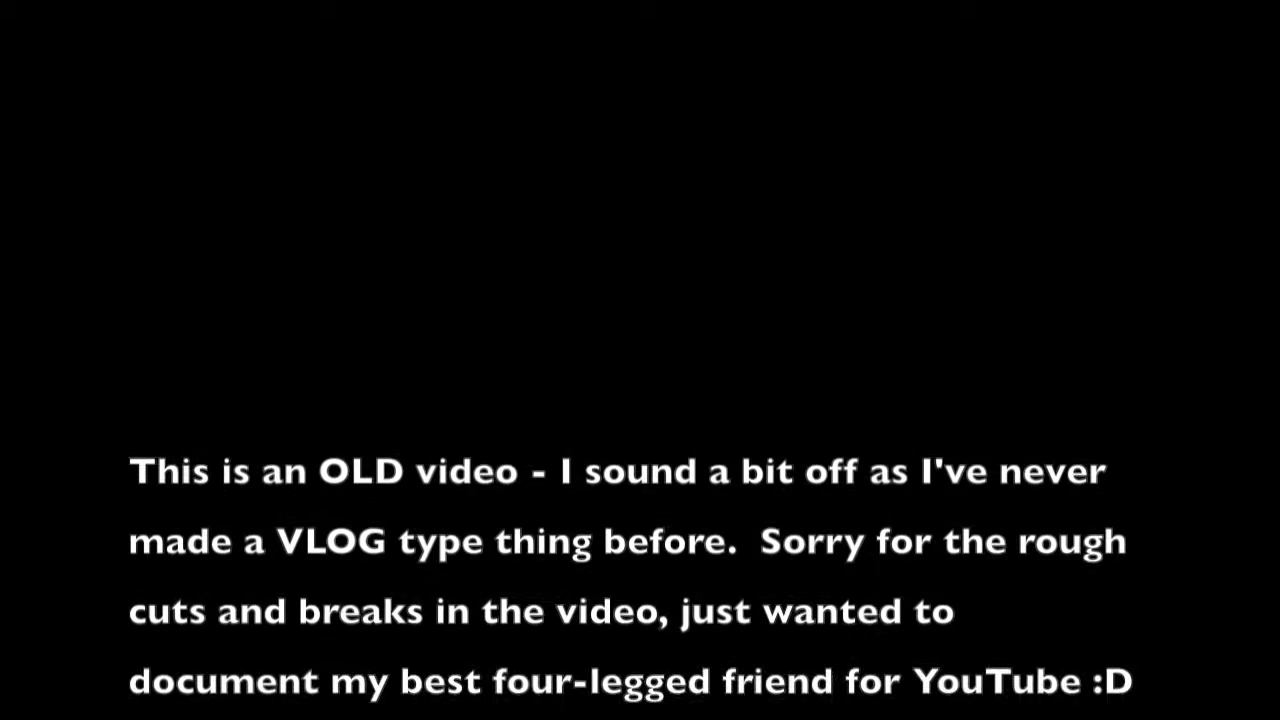 This is an OLD video - I sound a bit off as I've never
made a VLOG type thing before.  Sorry for the rough
cuts and breaks in the video, just wanted to
document my best four-legged friend for YouTube :D